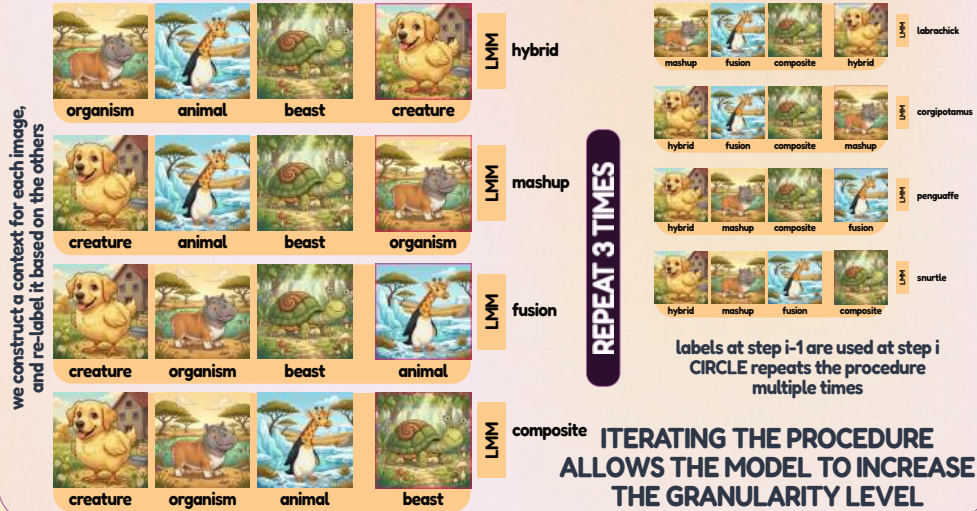 we construct a context for each image,
and re-label it based on the others
organism animal beast creature
LMM
hybrid
creature animal beast organism
LMM
mashup
creature organism beast animal
LMM
fusion
creature organism animal beast
LMM
composite
REPEAT 3 TIMES
mashup fusion composite hybrid
LMM
labrachick
hybrid fusion composite mashup
LMM
corgipotamus
hybrid mashup composite fusion
LMM
penguaffe
hybrid mashup fusion composite
LMM
snurtle
labels at step i-1 are used at step i
CIRCLE repeats the procedure
multiple times
ITERATING THE PROCEDURE
ALLOWS THE MODEL TO INCREASE
THE GRANULARITY LEVEL